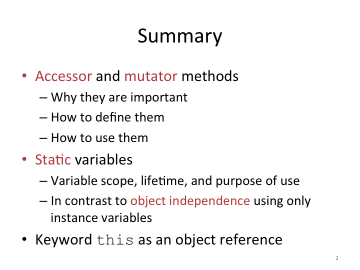 Summary
• Accessor and mutator methods
– Why they are important
– How to define them
– How to use them
• Static variables
– Variable scope, lifetime, and purpose of use
– In contrast to object independence using only
instance variables
• Keyword this as an object reference
2